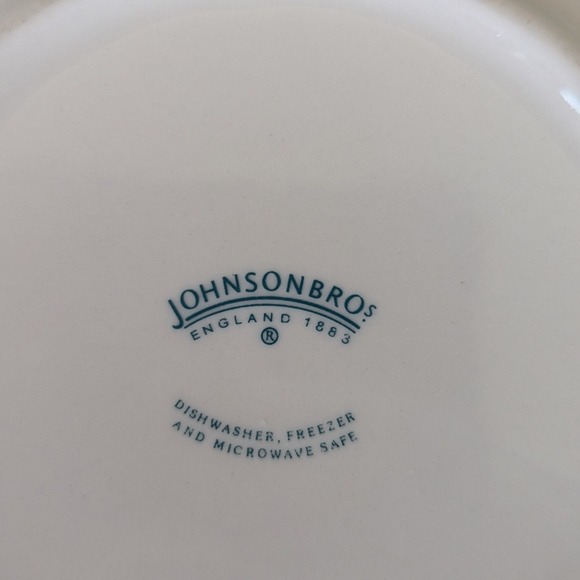 JOHNSONBROS.
ENGLAND 1883
®
DISHWASHER, FREEZER
AND MICROWAVE SAFE